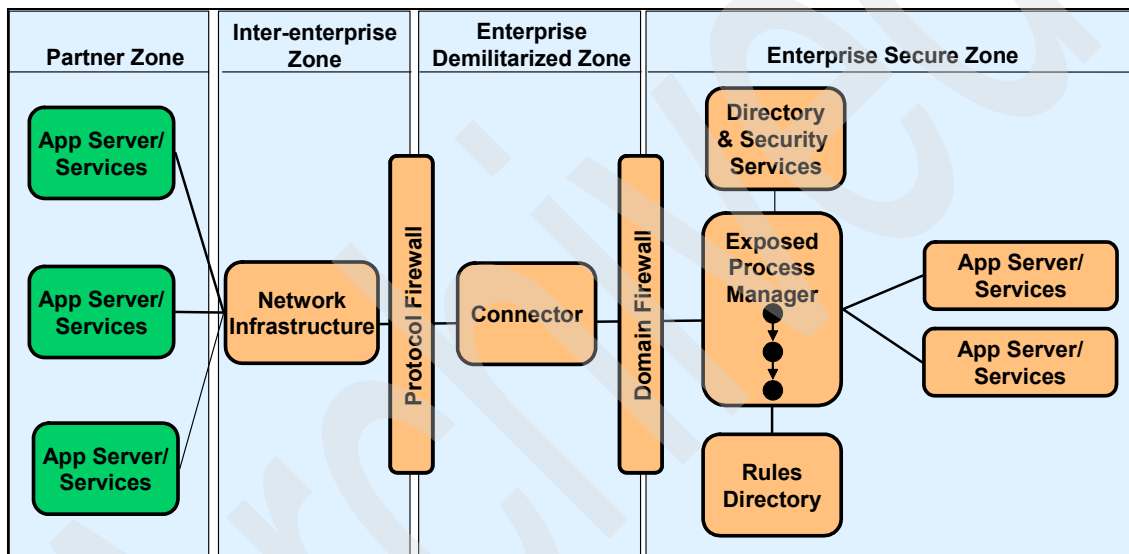 Partner Zone
Inter-enterprise
Zone
Enterprise
Demilitarized Zone
Enterprise Secure Zone
App Server/
Services
App Server/
Services
App Server/
Services
Network
Infrastructure
Protocol Firewall
Connector
Domain Firewall
Directory
& Security
Services
Exposed
Process
Manager
Rules
Directory
App Server/
Services
App Server/
Services
Archived